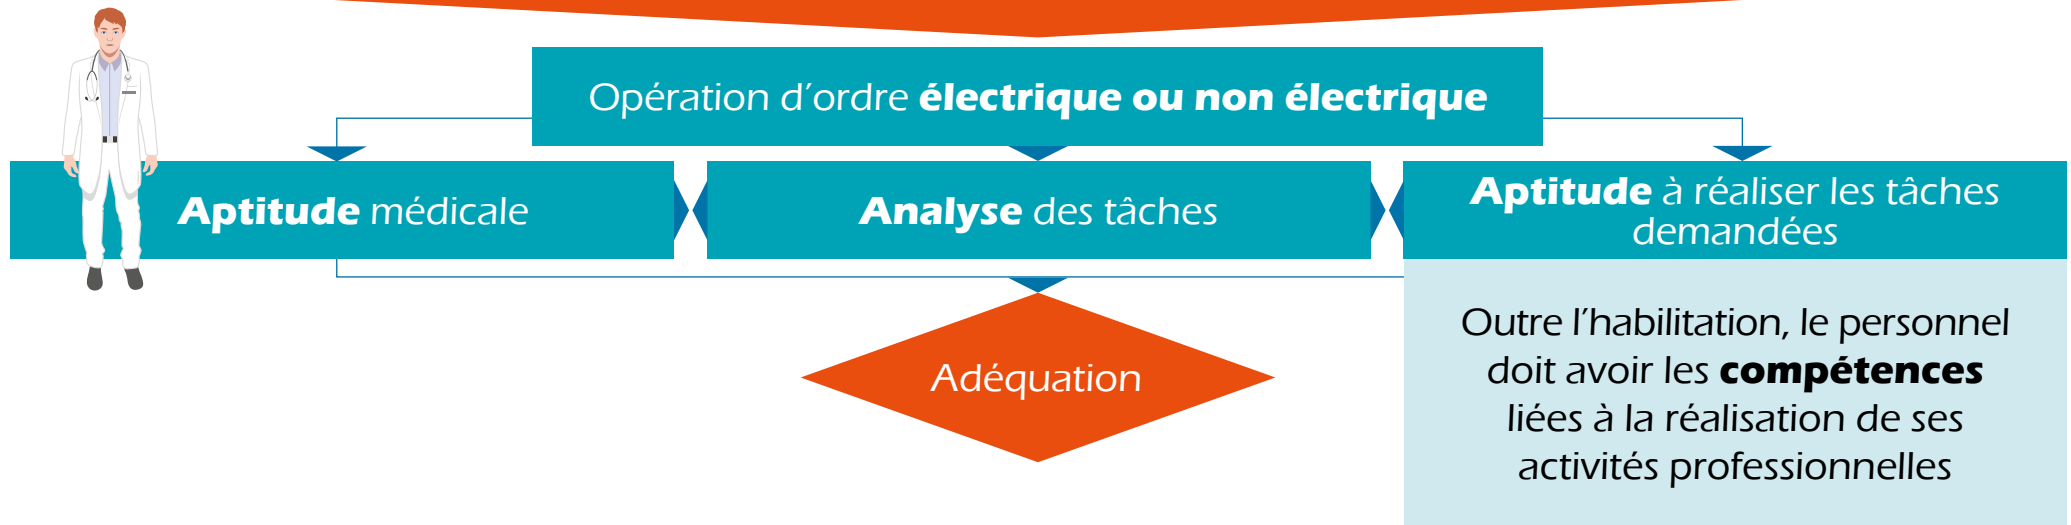 Opération d'ordre électrique ou non électrique
Aptitude médicale
Analyse des tâches
Aptitude à réaliser les tâches
demandées
Adéquation
Outre l'habilitation, le personnel
doit avoir les compétences
liées à la réalisation de ses
activités professionnelles